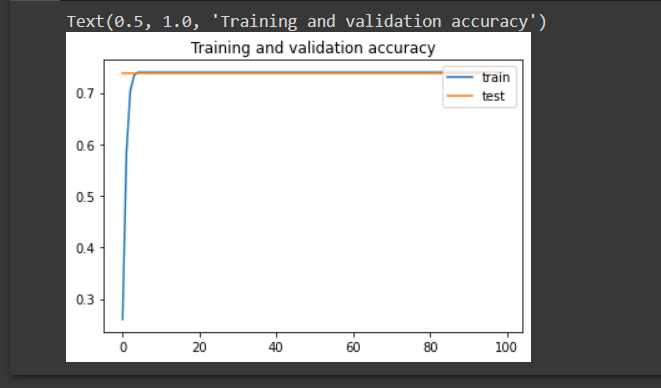 Text(0.5, 1.0, 'Training and validation accuracy')
Training and validation accuracy
train
test
0.7
0.6
0.5
0.4
0.3
0 20 40 60 80 100